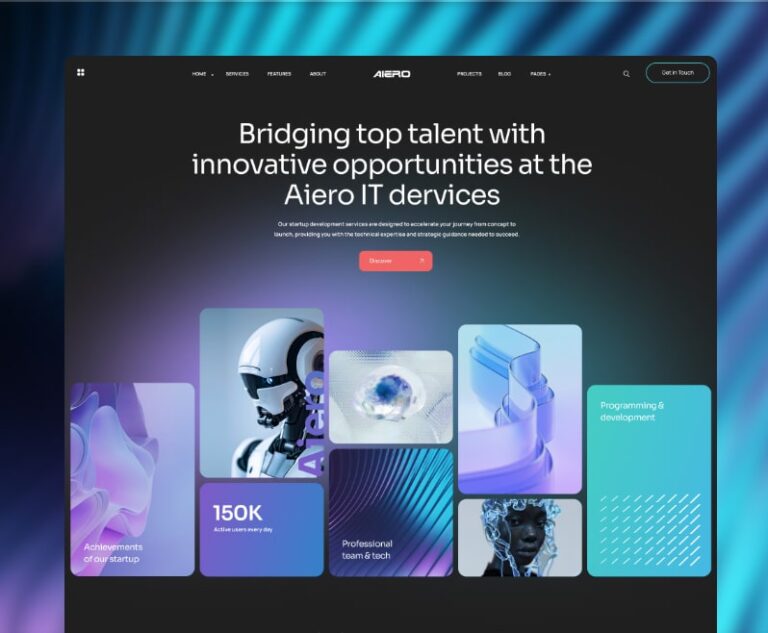 HOME SERVICES FEATURES ABOUT AIERO PROJECTS BLOG PAGES Get in Touch
Bridging top talent with
innovative opportunities at the
Aiero IT dervices
Our startup development services are designed to accelerate your journey from concept to
launch, providing you with the technical expertise and strategic guidance needed to succeed.
Discover
Aiero
Programming &
development
150K
Active users every day
Achievements
of our startup
Professional
team & tech